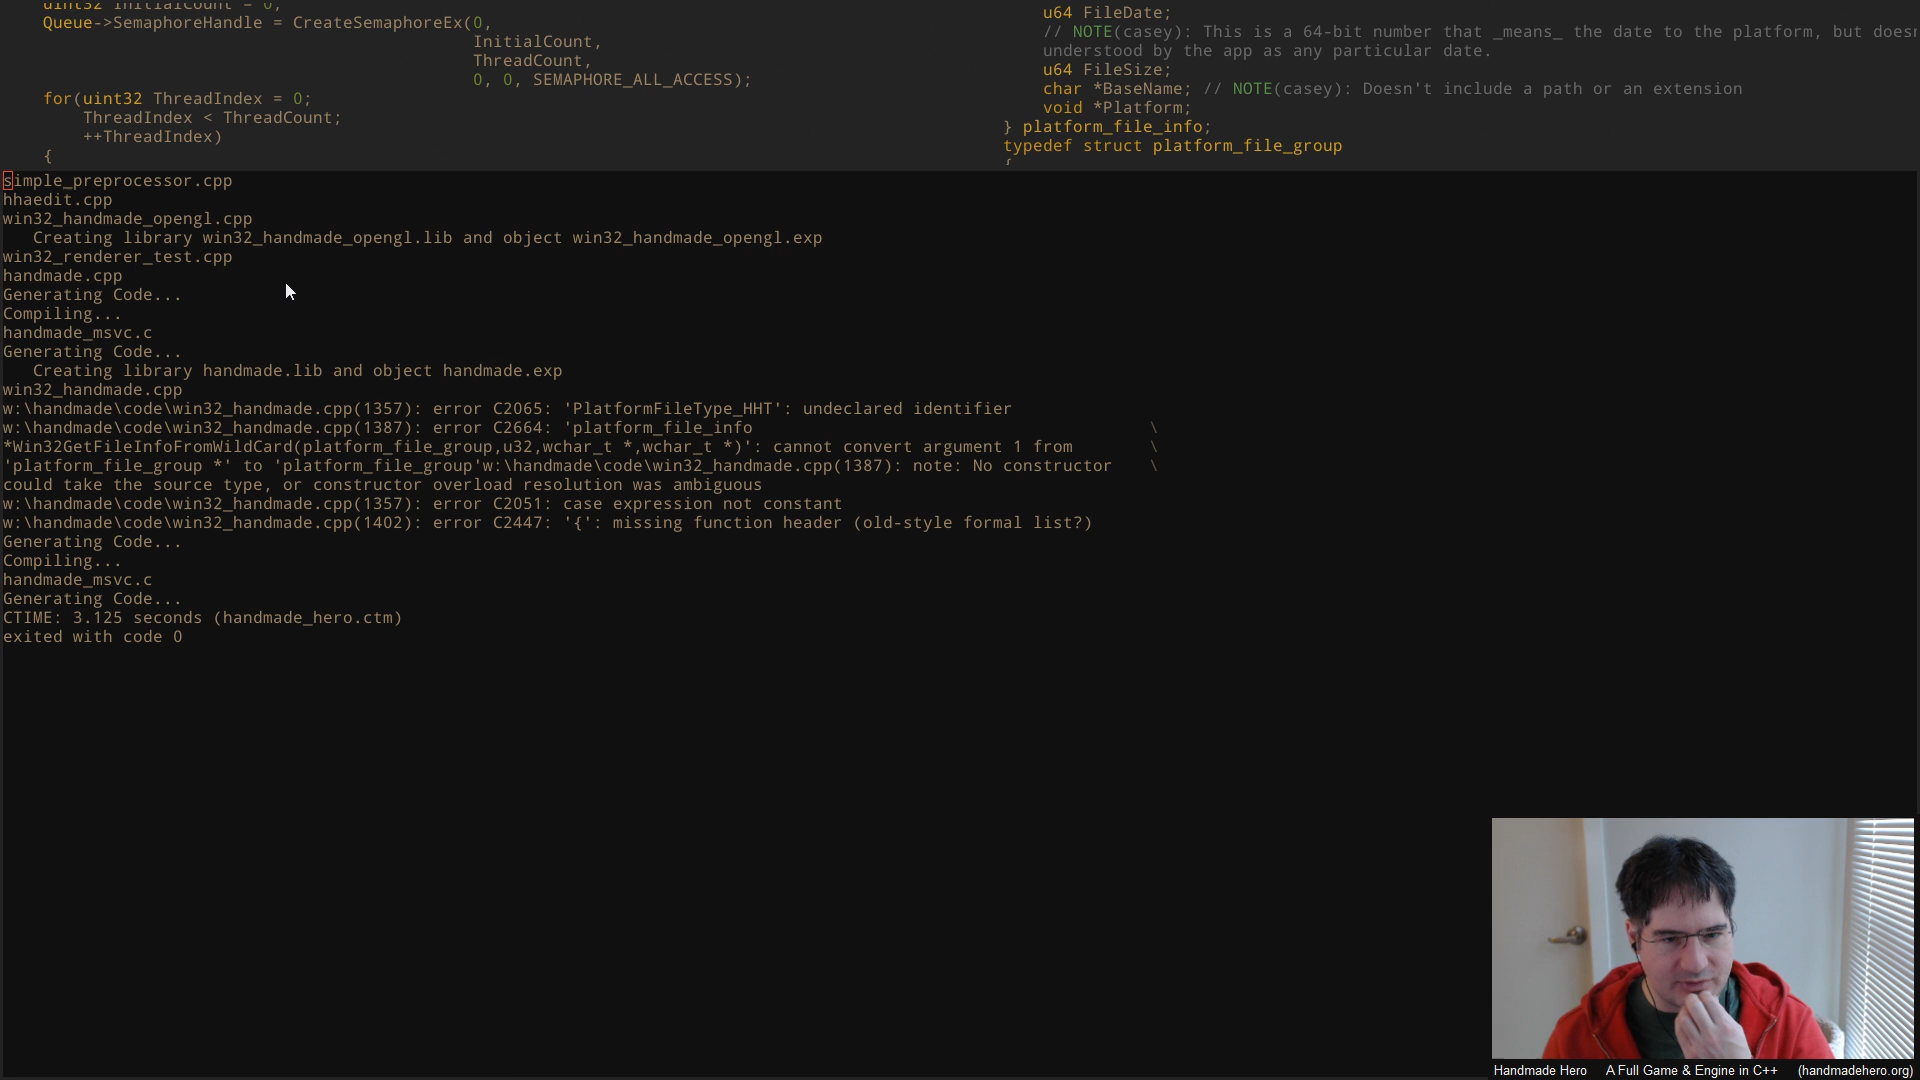 uint32 InitialCount = 0;
Queue->SemaphoreHandle = CreateSemaphoreEx(0,
InitialCount,
ThreadCount,
0, 0, SEMAPHORE_ALL_ACCESS);
for(uint32 ThreadIndex = 0;
ThreadIndex < ThreadCount;
++ThreadIndex)
{
u64 FileDate;
// NOTE(casey): This is a 64-bit number that _means_ the date to the platform, but doesn
understood by the app as any particular date.
u64 FileSize;
char *BaseName; // NOTE(casey): Doesn't include a path or an extension
void *Platform;
} platform_file_info;
typedef struct platform_file_group
{
simple_preprocessor.cpp
hhaedit.cpp
win32_handmade_opengl.cpp
Creating library win32_handmade_opengl.lib and object win32_handmade_opengl.exp
win32_renderer_test.cpp
handmade.cpp
Generating Code...
Compiling...
handmade_msvc.c
Generating Code...
Creating library handmade.lib and object handmade.exp
win32_handmade.cpp
w:\handmade\code\win32_handmade.cpp(1357): error C2065: 'PlatformFileType_HHT': undeclared identifier
w:\handmade\code\win32_handmade.cpp(1387): error C2664: 'platform_file_info \
*Win32GetFileInfoFromWildCard(platform_file_group,u32,wchar_t *,wchar_t *)': cannot convert argument 1 from \
'platform_file_group *' to 'platform_file_group'w:\handmade\code\win32_handmade.cpp(1387): note: No constructor \
could take the source type, or constructor overload resolution was ambiguous
w:\handmade\code\win32_handmade.cpp(1357): error C2051: case expression not constant
w:\handmade\code\win32_handmade.cpp(1402): error C2447: '{': missing function header (old-style formal list?)
Generating Code...
Compiling...
handmade_msvc.c
Generating Code...
CTIME: 3.125 seconds (handmade_hero.ctm)
exited with code 0
Handmade Hero A Full Game & Engine in C++ (handmadehero.org)